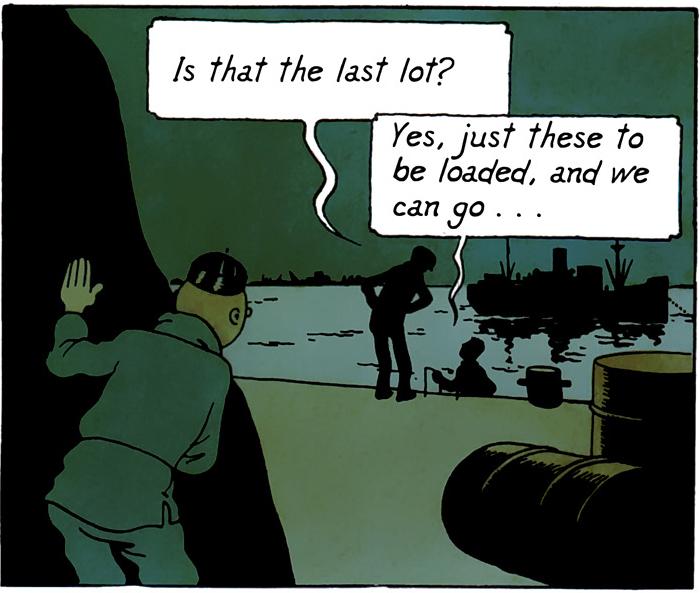 Is that the last lot?
Yes, just these to
be loaded, and we
can go . . .